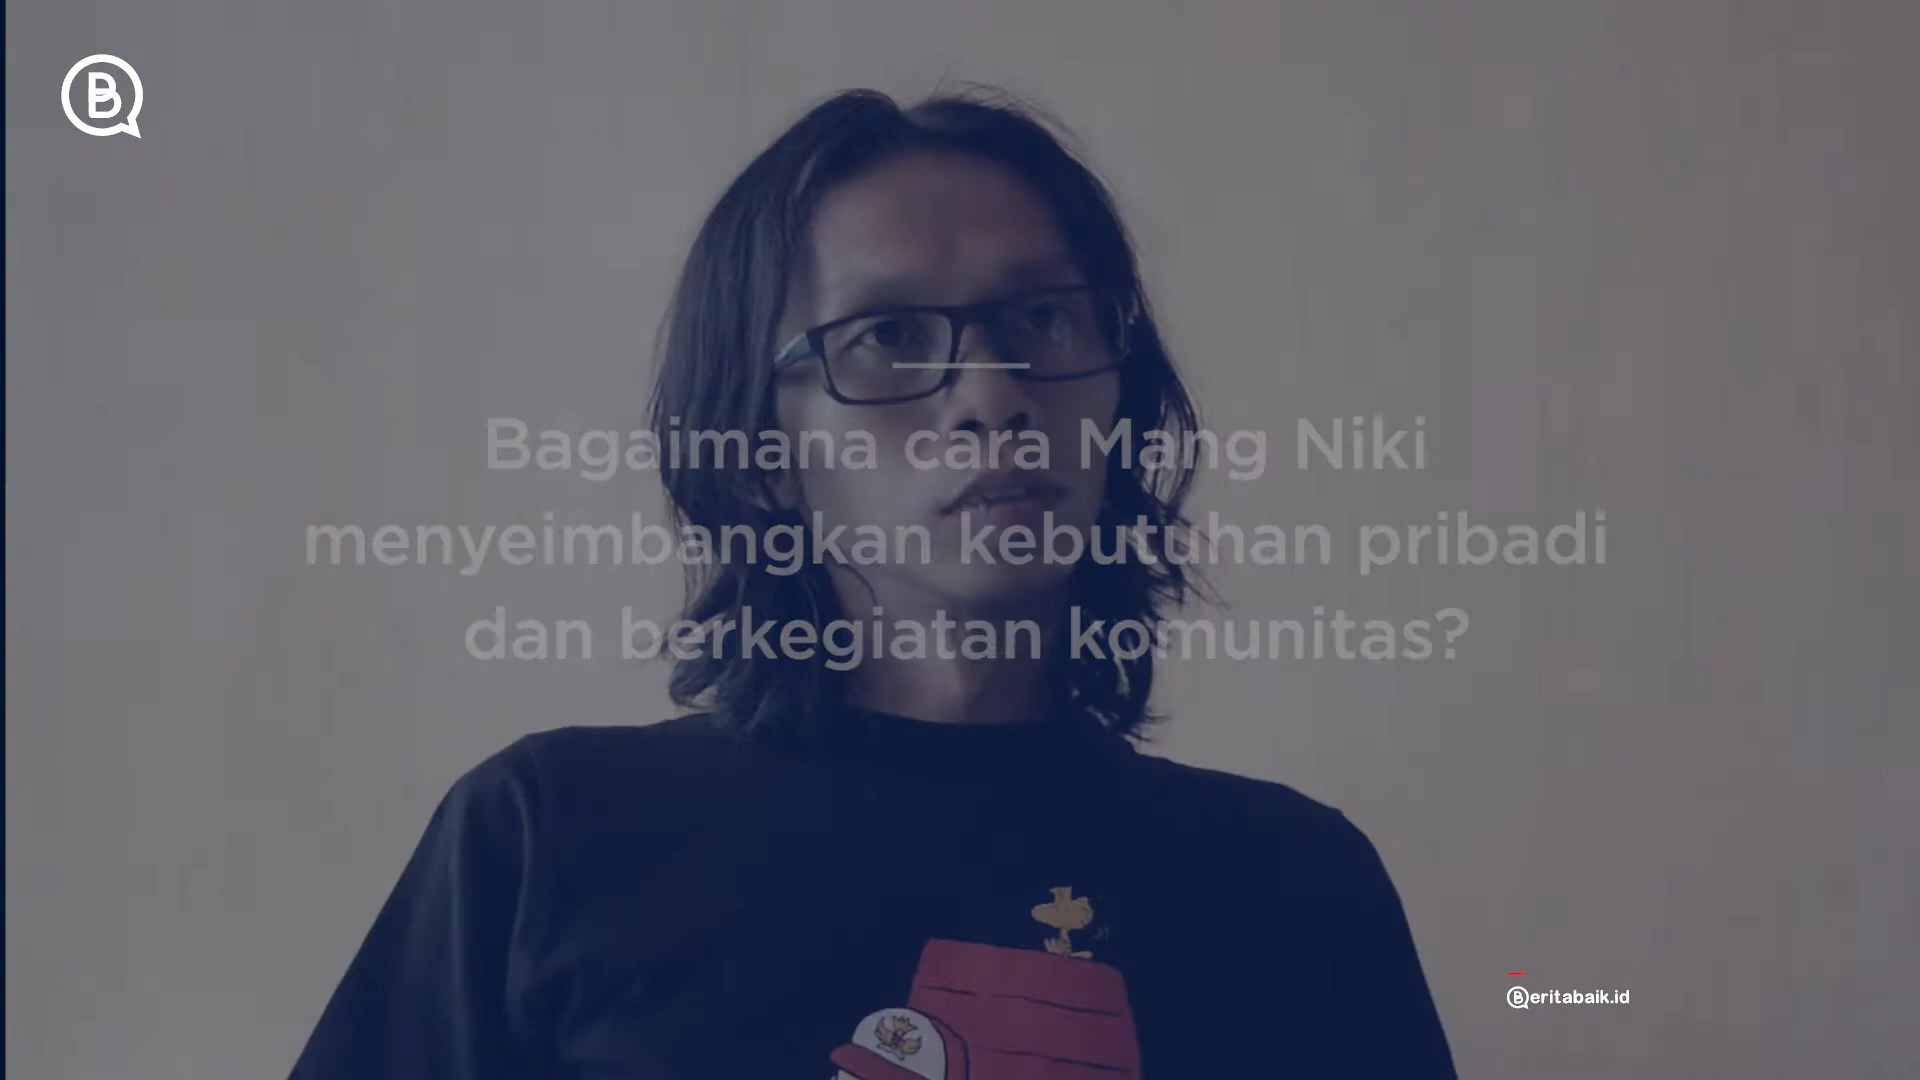 B
Bagaimana cara Mang Niki
menyeimbangkan kebutuhan pribadi
dan berkegiatan komunitas?
Beritabaik.id